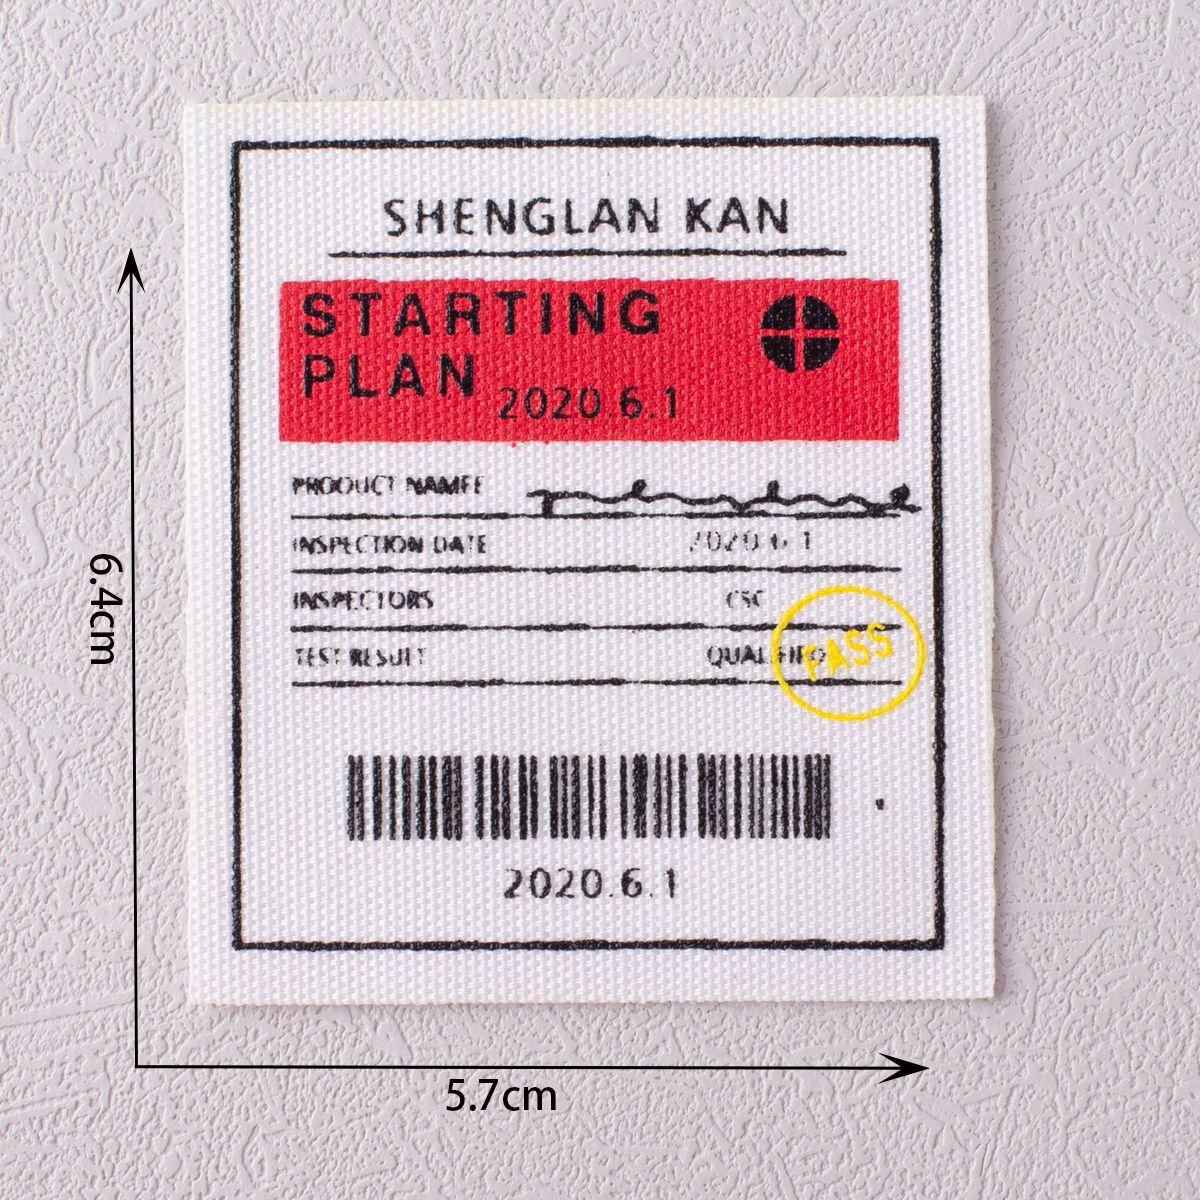 SHENGLAN KAN
STARTING
PLAN 2020.6.1
PRODUCT NAMEE
INSPECTION DATE 2020.6.1
INSPECTORS CSC
TEST RESULT
PASS
2020.6.1
6.4cm
5.7cm